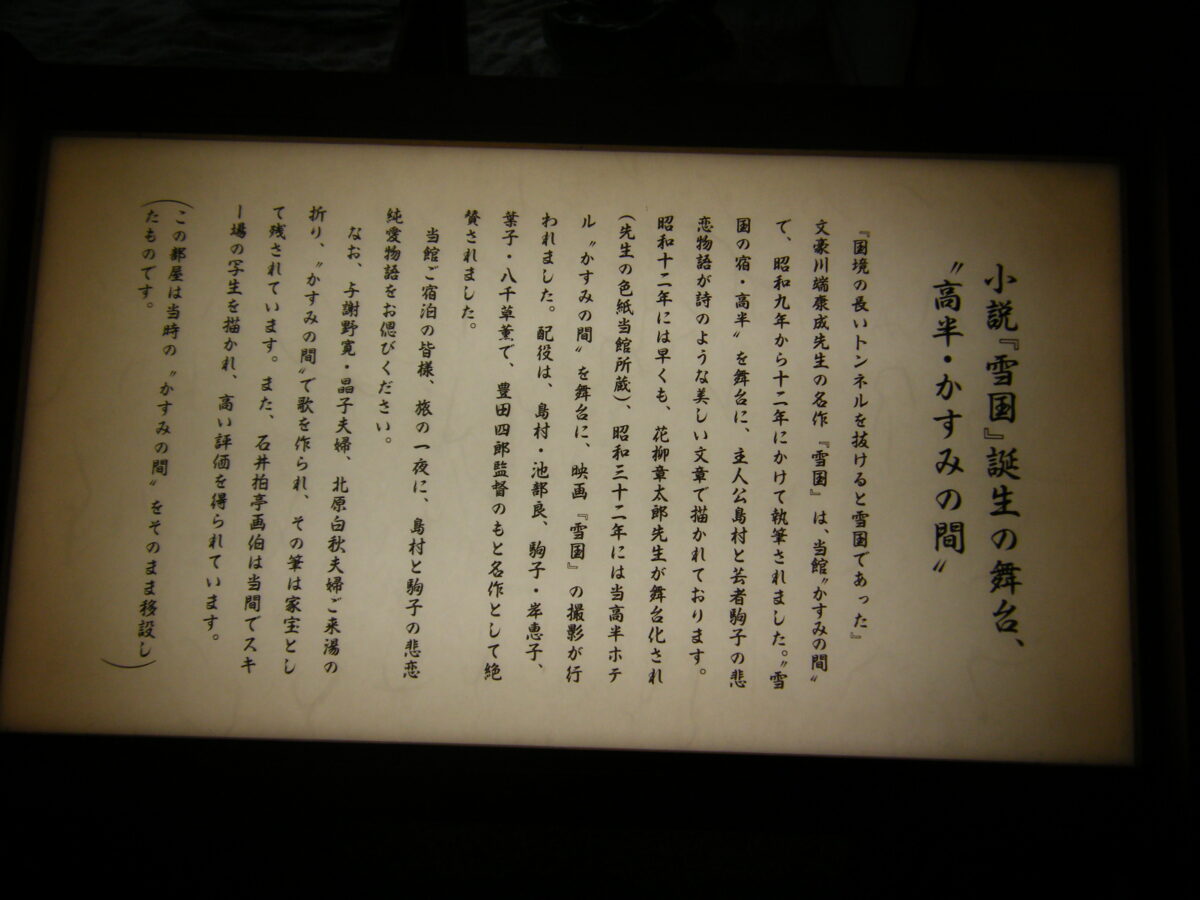 小説『雪国』誕生の舞台、
〝高半・かすみの間〟
『国境の長いトンネルを抜けると雪国であった』
文豪川端康成先生の名作『雪国』は、当館〝かすみの間〟
で、昭和九年から十二年にかけて執筆されました。〝雪
国の宿・高半〟を舞台に、主人公島村と芸者駒子の悲
恋物語が詩のような美しい文章で描かれております。
昭和十二年には早くも、花柳章太郎先生が舞台化され
(先生の色紙当館所蔵)、昭和三十二年には当高半ホテ
ル〝かすみの間〟を舞台に、映画『雪国』の撮影が行
われました。配役は、島村・池部良、駒子・岸恵子、
葉子・八千草薫で、豊田四郎監督のもと名作として絶
賛されました。
当館ご宿泊の皆様、旅の一夜に、島村と駒子の悲恋
純愛物語をお偲びください。
なお、与謝野寛・晶子夫婦、北原白秋夫婦ご来湯の
折り、〝かすみの間〟で歌を作られ、その筆は家宝とし
て残されています。また、石井拍亭画伯は当間でスキ
ー場の写生を描かれ、高い評価を得られています。
(この部屋は当時の〝かすみの間〟をそのまま移設し
たものです。)